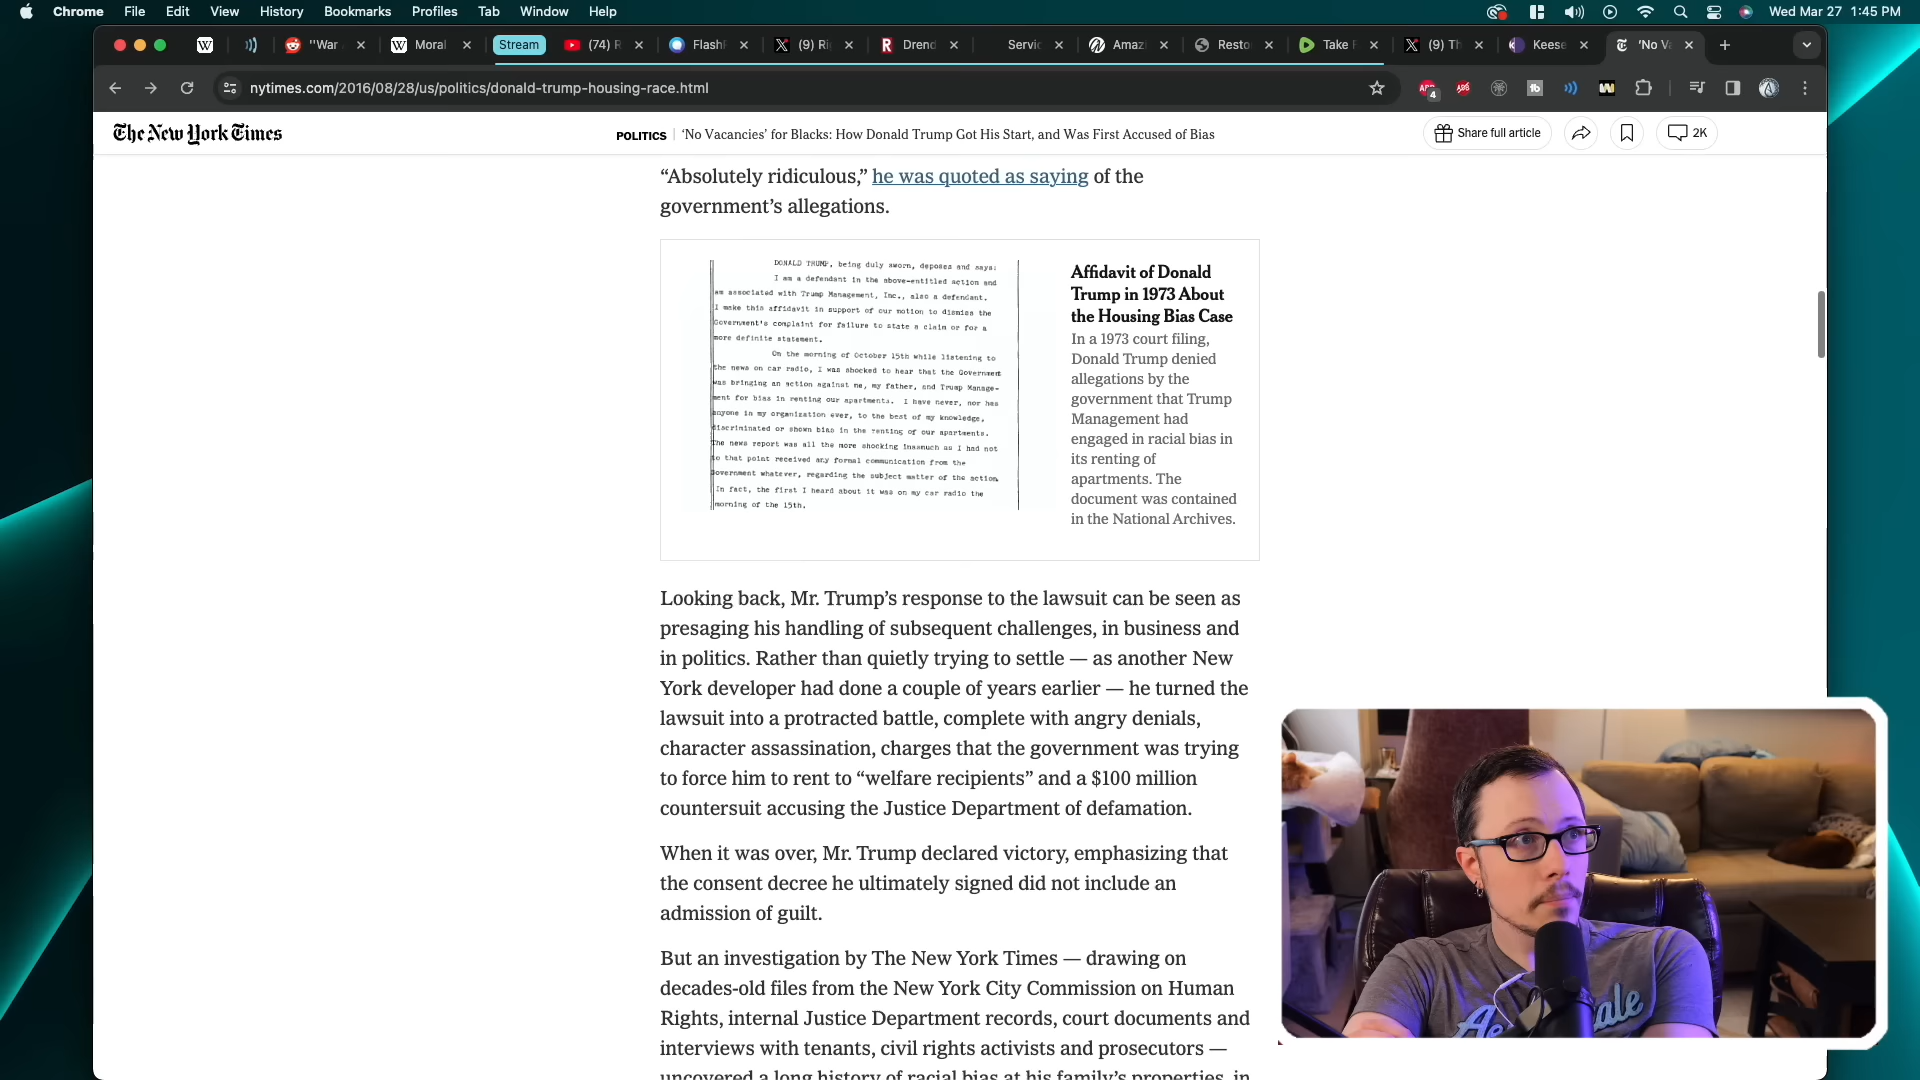 Chrome File Edit View History Bookmarks Profiles Tab Window Help Wed Mar 27 1:45 PM
"War Moral Stream (74) R Flash (9) Ri Drend Servic Amaz Resto Take (9) Th Keese 'No Va
nytimes.com/2016/08/28/us/politics/donald-trump-housing-race.html 4
The New York Times POLITICS | ‘No Vacancies’ for Blacks: How Donald Trump Got His Start, and Was First Accused of Bias Share full article 2K
“Absolutely ridiculous,” he was quoted as saying of the
government’s allegations.
DONALD TRUMP, being duly sworn, deposes and says:
I am a defendant in the above-entitled action and
am associated with Trump Management, Inc., also a defendant.
I make this affidavit in support of our motion to dismiss the
Government's complaint for failure to state a claim or for a
more definite statement.
On the morning of October 15th while listening to
the news on car radio, I was shocked to hear that the Government
was bringing an action against me, my father, and Trump Manage-
ment for bias in renting our apartments. I have never, nor has
anyone in my organization ever, to the best of my knowledge,
discriminated or shown bias in the renting of our apartments.
The news report was all the more shocking inasmuch as I had not
to that point received any formal communication from the
Government whatever, regarding the subject matter of the action.
In fact, the first I heard about it was on my car radio the
morning of the 15th.
Affidavit of Donald
Trump in 1973 About
the Housing Bias Case
In a 1973 court filing,
Donald Trump denied
allegations by the
government that Trump
Management had
engaged in racial bias in
its renting of
apartments. The
document was contained
in the National Archives.
Looking back, Mr. Trump’s response to the lawsuit can be seen as
presaging his handling of subsequent challenges, in business and
in politics. Rather than quietly trying to settle — as another New
York developer had done a couple of years earlier — he turned the
lawsuit into a protracted battle, complete with angry denials,
character assassination, charges that the government was trying
to force him to rent to “welfare recipients” and a $100 million
countersuit accusing the Justice Department of defamation.
When it was over, Mr. Trump declared victory, emphasizing that
the consent decree he ultimately signed did not include an
admission of guilt.
But an investigation by The New York Times — drawing on
decades-old files from the New York City Commission on Human
Rights, internal Justice Department records, court documents and
interviews with tenants, civil rights activists and prosecutors —
uncovered a long history of racial bias at his family’s properties, in